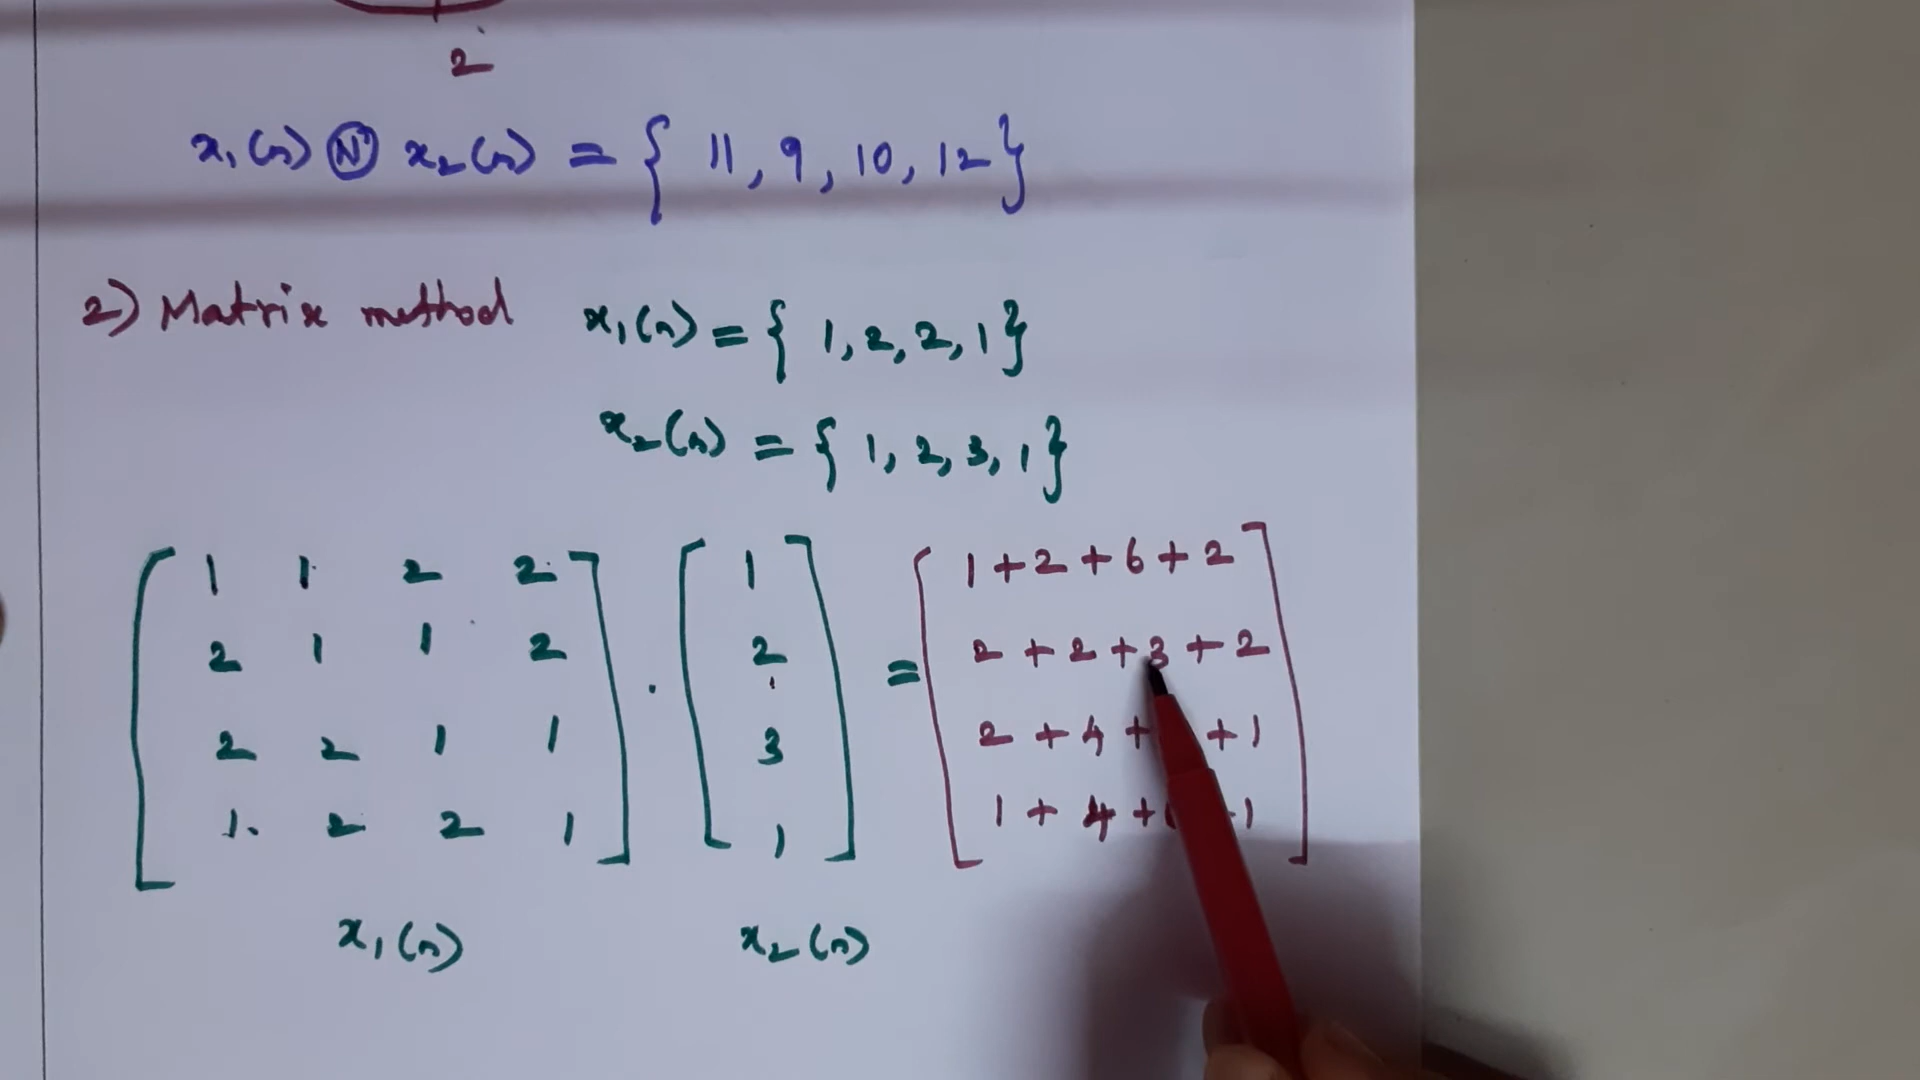 2
x₁(n) Ⓝ x₂(n) = { 11, 9, 10, 12 }
2) Matrix method x₁(n) = { 1, 2, 2, 1 }
x₂(n) = { 1, 2, 3, 1 }
[ 1 1 2 2 ] [ 1 ] [ 1 + 2 + 6 + 2 ]
[ 2 1 1 2 ] . [ 2 ] = [ 2 + 2 + 3 + 2 ]
[ 2 2 1 1 ] [ 3 ] [ 2 + 4 + + 1 ]
[ 1 2 2 1 ] [ 1 ] [ 1 + 4 + 1 ]
x₁(n) x₂(n)